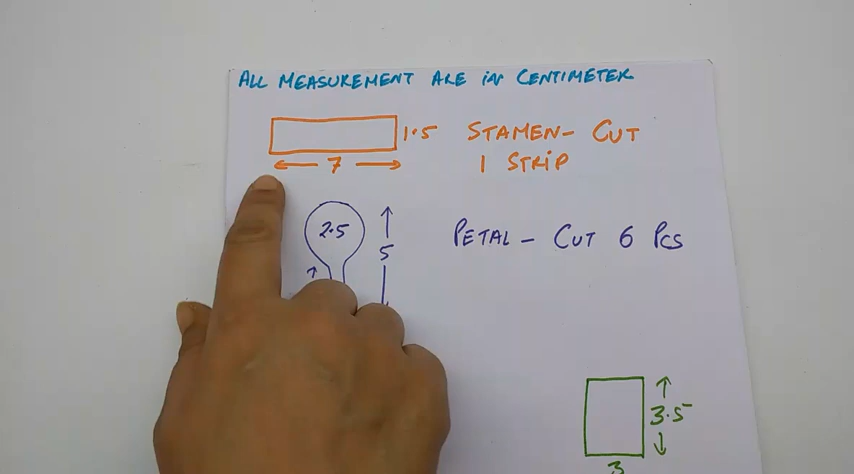 ALL MEASUREMENT ARE IN CENTIMETER
1.5 STAMEN- CUT
7 1 STRIP
2.5
5 PETAL - CUT 6 PCS
3.5
3